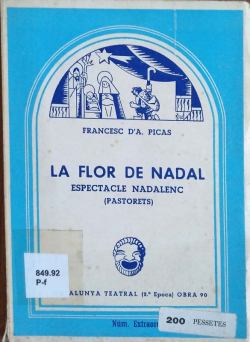 FRANCESC D'A. PICAS
LA FLOR DE NADAL
ESPECTACLE NADALENC
(PASTORETS)
849.92
P-f
ALUNYA TEATRAL (2.ª Epoca) OBRA 90
Núm. Extraor
200 PESSETES